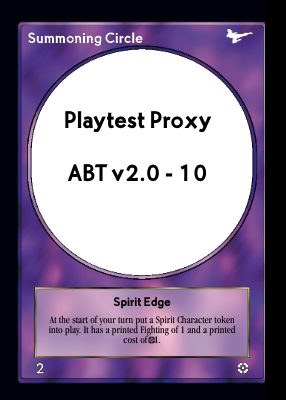 Summoning Circle
Playtest Proxy
ABT v2.0 - 10
Spirit Edge
At the start of your turn put a Spirit Character token
into play. It has a printed Fighting of 1 and a printed
cost of 1.
2